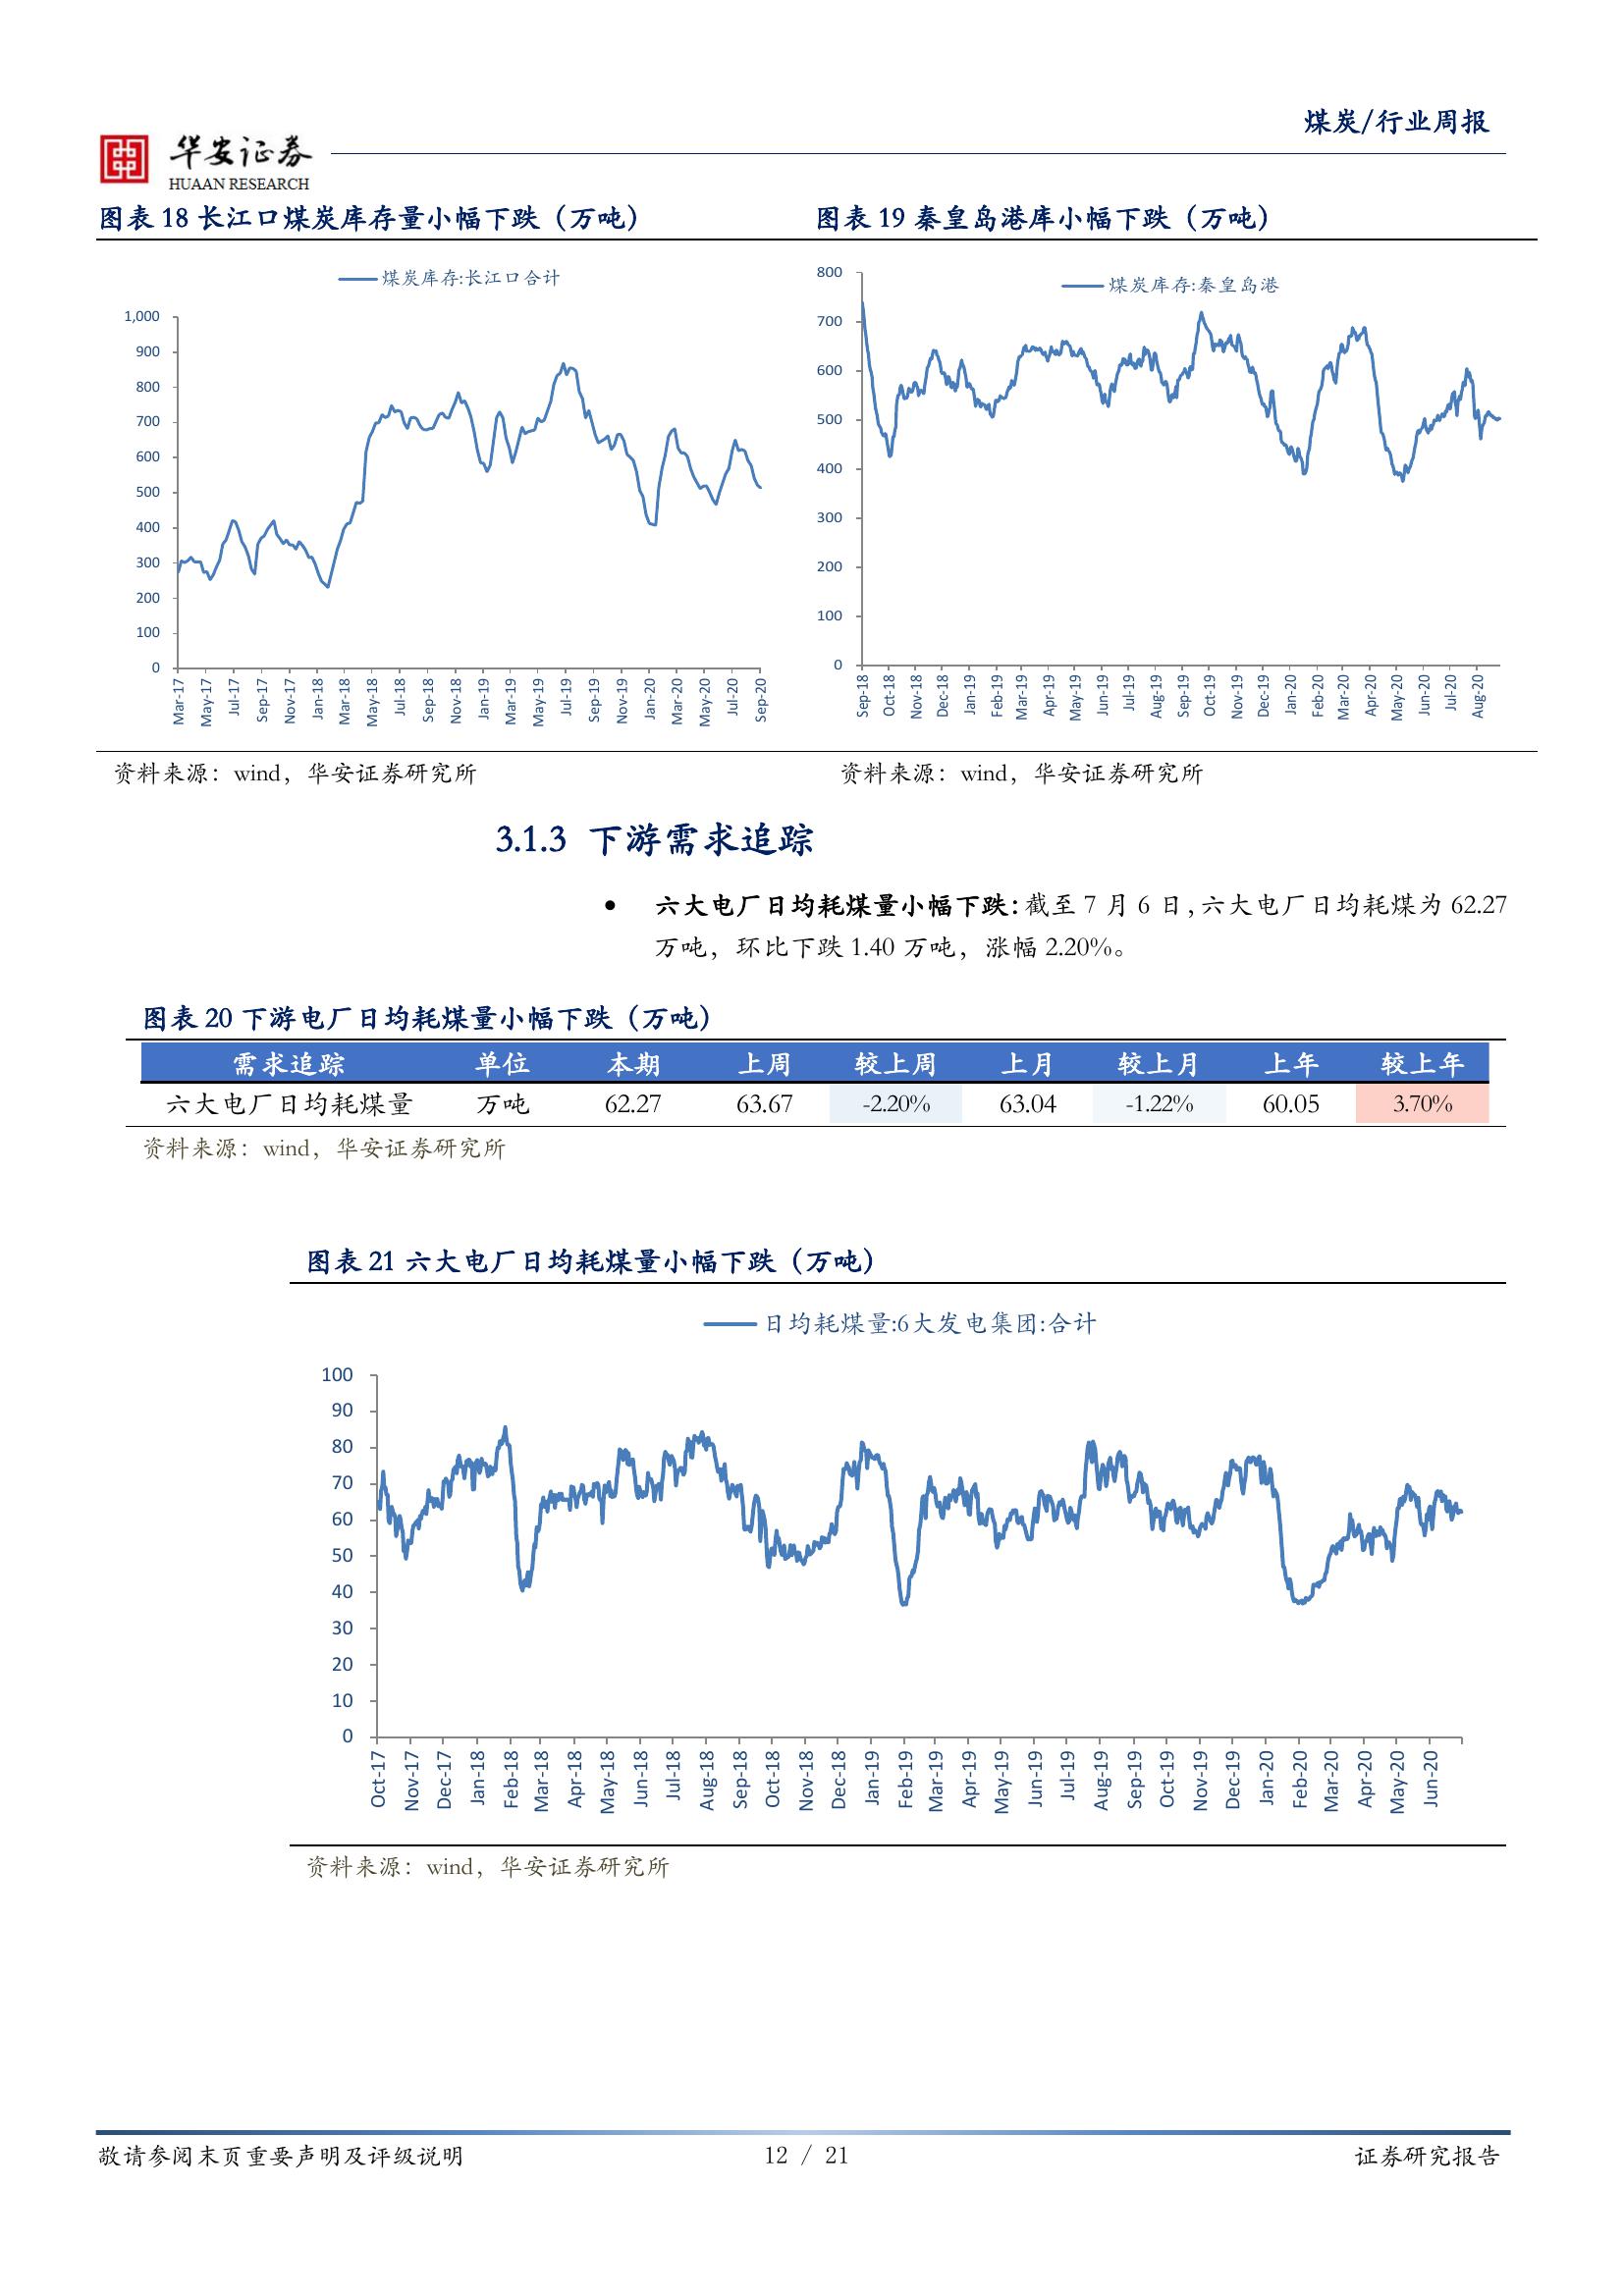 煤炭/行业周报
华安证券
HUAAN RESEARCH
图表 18 长江口煤炭库存量小幅下跌（万吨）
煤炭库存:长江口合计
1,000
900
800
700
600
500
400
300
200
100
0
Mar-17 May-17 Jul-17 Sep-17 Nov-17 Jan-18 Mar-18 May-18 Jul-18 Sep-18 Nov-18 Jan-19 Mar-19 May-19 Jul-19 Sep-19 Nov-19 Jan-20 Mar-20 May-20 Jul-20 Sep-20
资料来源：wind，华安证券研究所
图表 19 秦皇岛港库小幅下跌（万吨）
煤炭库存:秦皇岛港
800
700
600
500
400
300
200
100
0
Sep-18 Oct-18 Nov-18 Dec-18 Jan-19 Feb-19 Mar-19 Apr-19 May-19 Jun-19 Jul-19 Aug-19 Sep-19 Oct-19 Nov-19 Dec-19 Jan-20 Feb-20 Mar-20 Apr-20 May-20 Jun-20 Jul-20 Aug-20
资料来源：wind，华安证券研究所
3.1.3 下游需求追踪
• 六大电厂日均耗煤量小幅下跌：截至 7 月 6 日，六大电厂日均耗煤为 62.27
万吨，环比下跌 1.40 万吨，涨幅 2.20%。
图表 20 下游电厂日均耗煤量小幅下跌（万吨）
需求追踪 单位 本期 上周 较上周 上月 较上月 上年 较上年
六大电厂日均耗煤量 万吨 62.27 63.67 -2.20% 63.04 -1.22% 60.05 3.70%
资料来源：wind，华安证券研究所
图表 21 六大电厂日均耗煤量小幅下跌（万吨）
日均耗煤量:6大发电集团:合计
100
90
80
70
60
50
40
30
20
10
0
Oct-17 Nov-17 Dec-17 Jan-18 Feb-18 Mar-18 Apr-18 May-18 Jun-18 Jul-18 Aug-18 Sep-18 Oct-18 Nov-18 Dec-18 Jan-19 Feb-19 Mar-19 Apr-19 May-19 Jun-19 Jul-19 Aug-19 Sep-19 Oct-19 Nov-19 Dec-19 Jan-20 Feb-20 Mar-20 Apr-20 May-20 Jun-20
资料来源：wind，华安证券研究所
敬请参阅末页重要声明及评级说明 12 / 21 证券研究报告